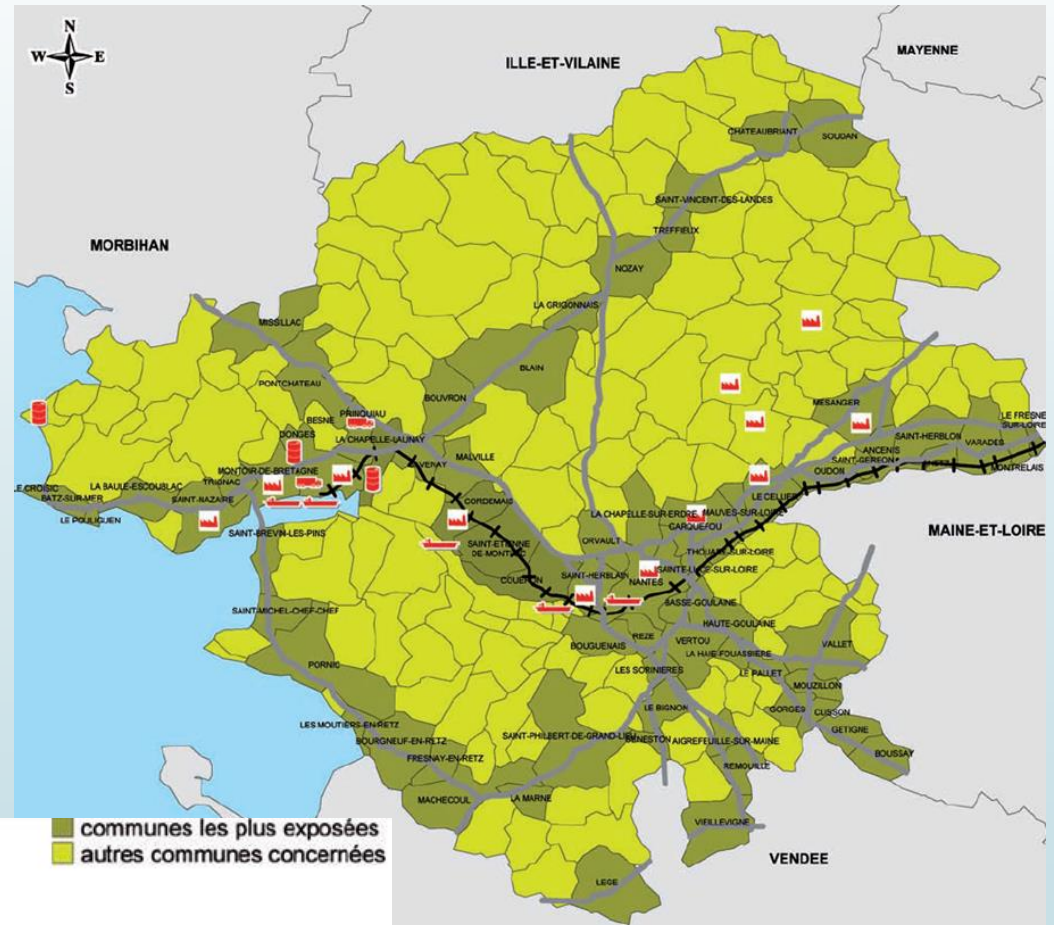 N
W E
S
MAYENNE
ILLE-ET-VILAINE
CHATEAUBRIANT
SOUDAN
SAINT-VINCENT-DES-LANDES
TREFFIEUX
MORBIHAN
NOZAY
LA GRIGONNAIS
MISSILLAC
BLAIN
PONTCHATEAU
BOUVRON
MESANGER
BESNE
PRINQUIAU
LE FRESNE
SUR-LOIRE
DONGES
LA CHAPELLE-LAUNAY
SAINT-HERBLON
MALVILLE
ANCENIS
VARADES
SAINT-GEREON
MONTOIR-DE-BRETAGNE
OUDON
MONTRELAIS
TRIGNAC
LE CROISIC
LA BAULE-ESCOUBLAC
LE CELLIER
BATZ-SUR-MER
SAINT-NAZAIRE
CORDEMAIS
LA CHAPELLE-SUR-ERDRE
MAUVES-SUR-LOIRE
LE POULIGUEN
CARQUEFOU
MAINE-ET-LOIRE
SAINT-BREVIN-LES-PINS
ORVAULT
SAINT-ETIENNE
DE-MONTLUC
THOUARE-SUR-LOIRE
SAINT-HERBLAIN
SAINTE-LUCE-SUR-LOIRE
COUERON
NANTES
BASSE-GOULAINE
SAINT-MICHEL-CHEF-CHEF
HAUTE-GOULAINE
REZE
VERTOU
BOUGUENAIS
VALLET
LA HAIE-FOUASSIERE
PORNIC
LES SORINIERES
LE PALLET
MOUZILLON
LE BIGNON
GORGES
CLISSON
LES MOUTIERS-EN-RETZ
SAINT-PHILBERT-DE-GRAND-LIEU
GETIGNE
BOURGNEUF-EN-RETZ
GENESTON
AIGREFEUILLE-SUR-MAINE
BOUSSAY
FRESNAY-EN-RETZ
REMOUILLE
MACHECOUL
LA MARNE
VIEILLEVIGNE
communes les plus exposées
autres communes concernées
VENDEE
LEGE